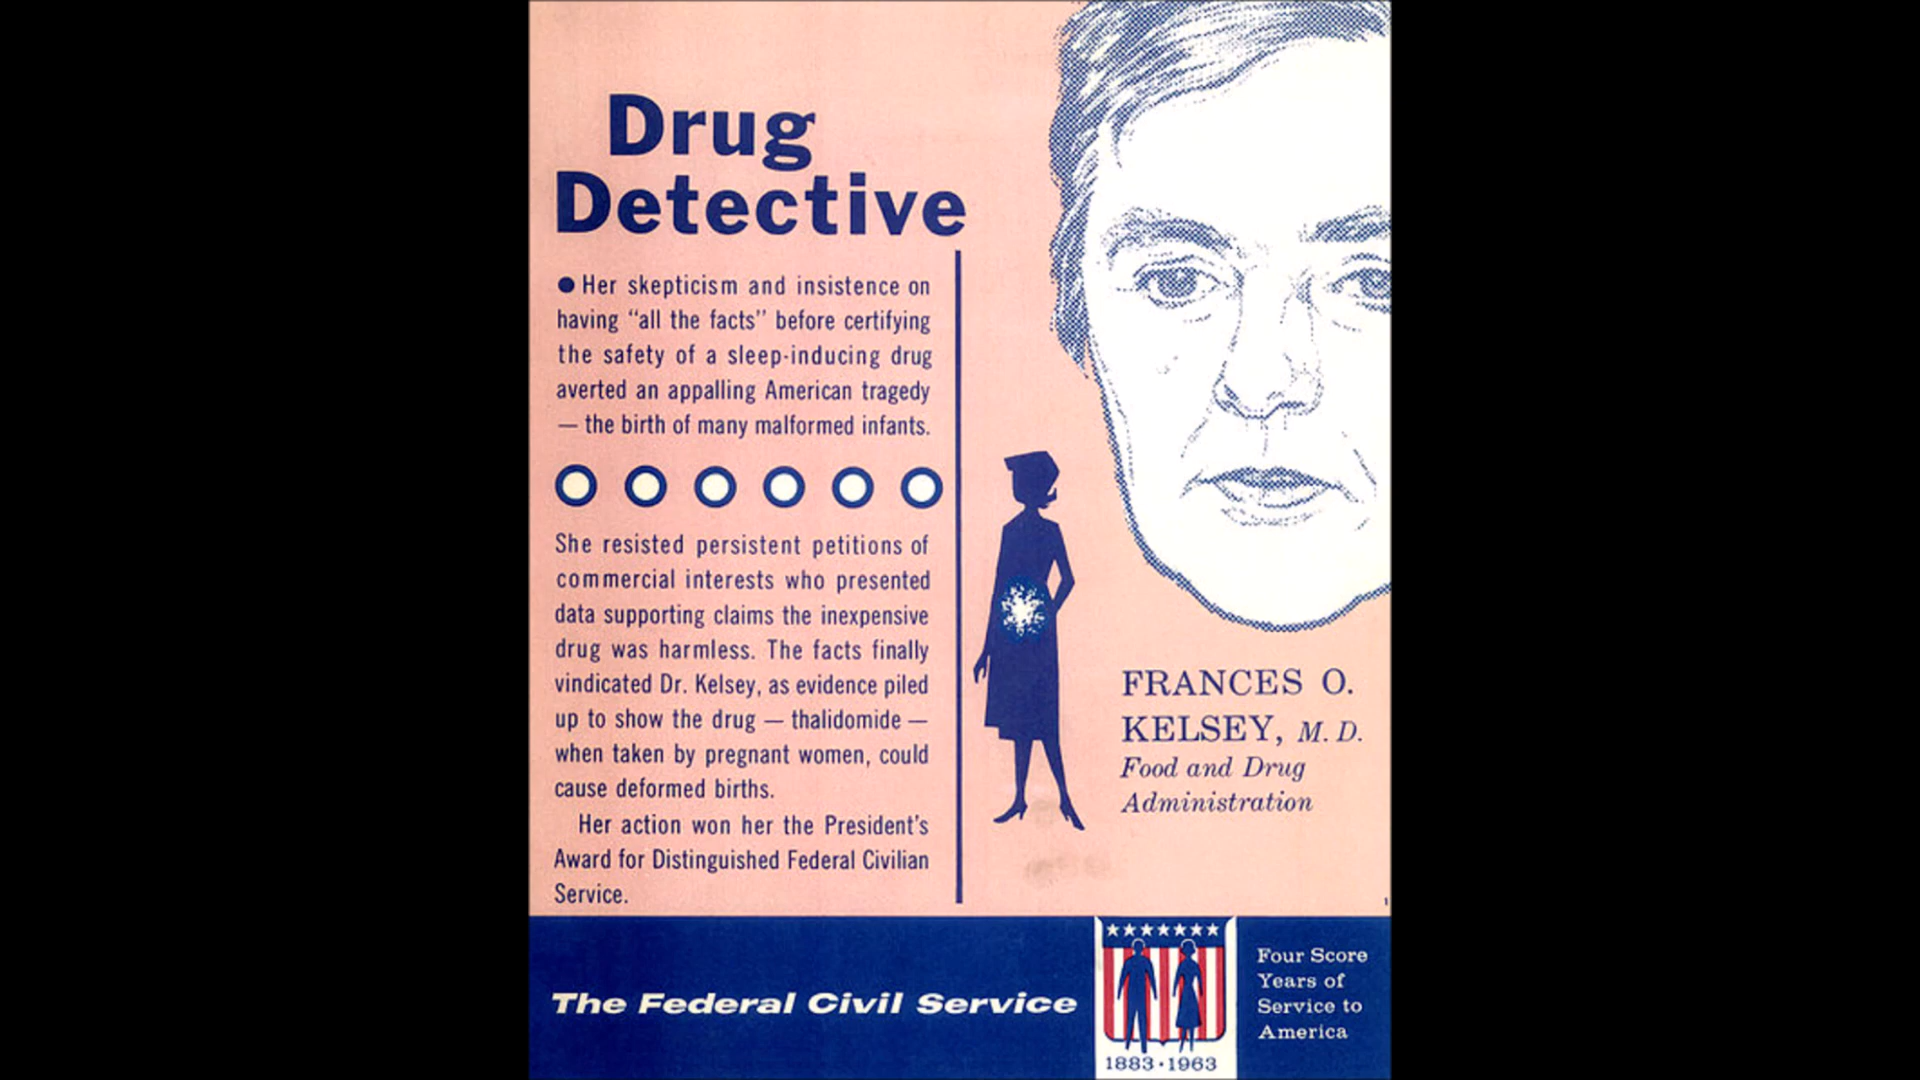 Drug
Detective
● Her skepticism and insistence on
having “all the facts” before certifying
the safety of a sleep-inducing drug
averted an appalling American tragedy
— the birth of many malformed infants.
She resisted persistent petitions of
commercial interests who presented
data supporting claims the inexpensive
drug was harmless. The facts finally
vindicated Dr. Kelsey, as evidence piled
up to show the drug — thalidomide —
when taken by pregnant women, could
cause deformed births.
Her action won her the President's
Award for Distinguished Federal Civilian
Service.
FRANCES O.
KELSEY, M. D.
Food and Drug
Administration
1
The Federal Civil Service
1883 · 1963
Four Score
Years of
Service to
America